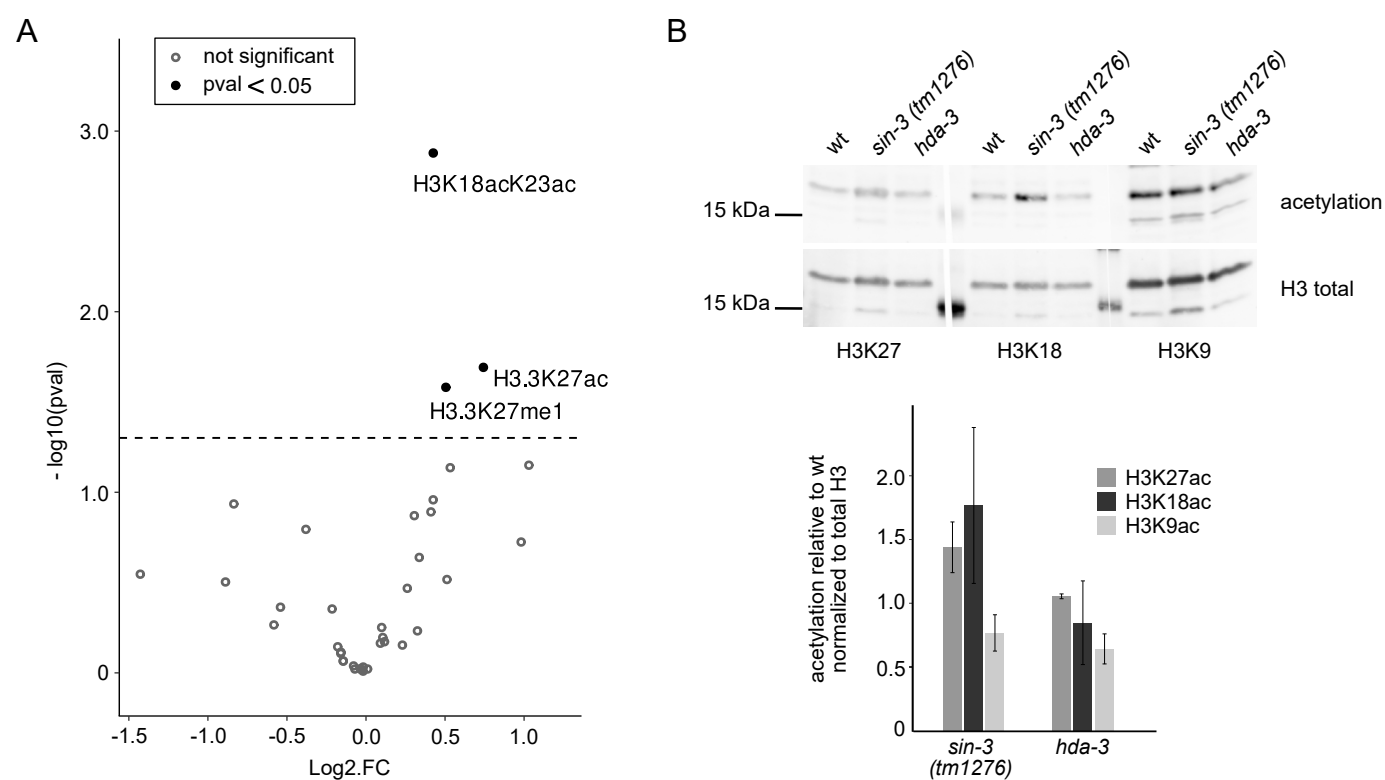 A
not significant
pval < 0.05
3.0
H3K18acK23ac
2.0
H3.3K27ac
H3.3K27me1
1.0
0
- log10(pval)
-1.5 -1.0 -0.5 0.0 0.5 1.0
Log2.FC
B
wt sin-3 (tm1276) hda-3 wt sin-3 (tm1276) hda-3 wt sin-3 (tm1276) hda-3
15 kDa
acetylation
15 kDa
H3 total
H3K27 H3K18 H3K9
acetylation relative to wt
normalized to total H3
2.0
1.5
1.0
0.5
0
H3K27ac
H3K18ac
H3K9ac
sin-3 hda-3
(tm1276)